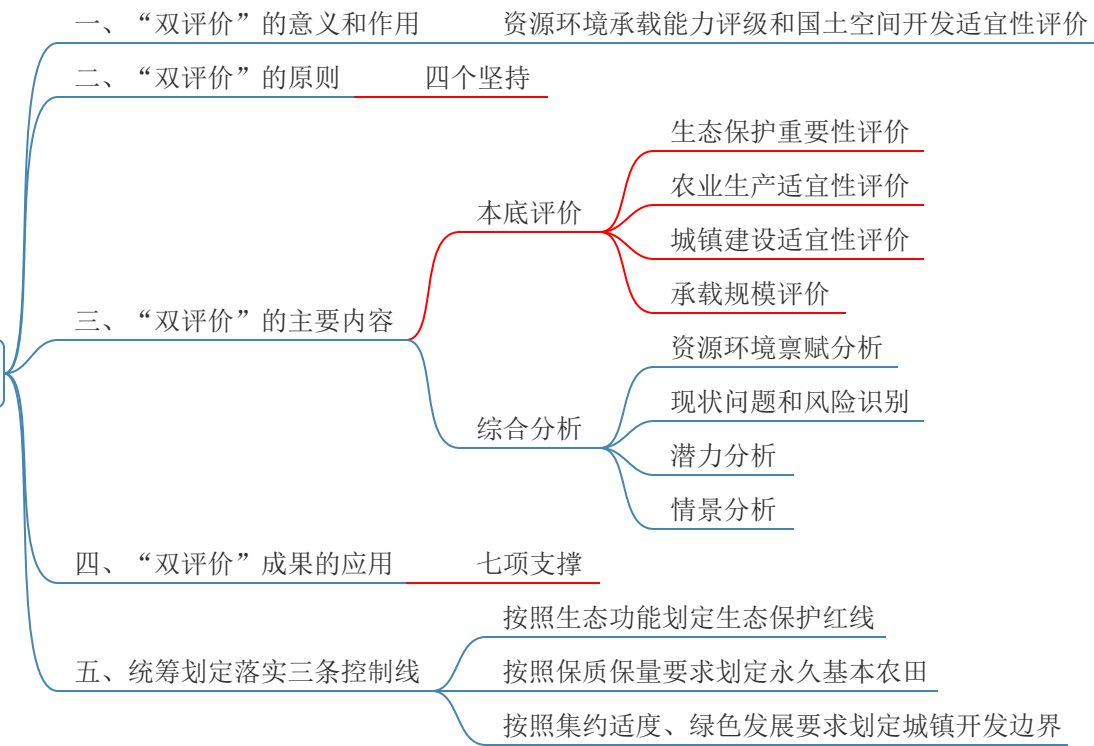 一、“双评价”的意义和作用
资源环境承载能力评级和国土空间开发适宜性评价
二、“双评价”的原则
四个坚持
三、“双评价”的主要内容
本底评价
生态保护重要性评价
农业生产适宜性评价
城镇建设适宜性评价
承载规模评价
综合分析
资源环境禀赋分析
现状问题和风险识别
潜力分析
情景分析
四、“双评价”成果的应用
七项支撑
五、统筹划定落实三条控制线
按照生态功能划定生态保护红线
按照保质保量要求划定永久基本农田
按照集约适度、绿色发展要求划定城镇开发边界